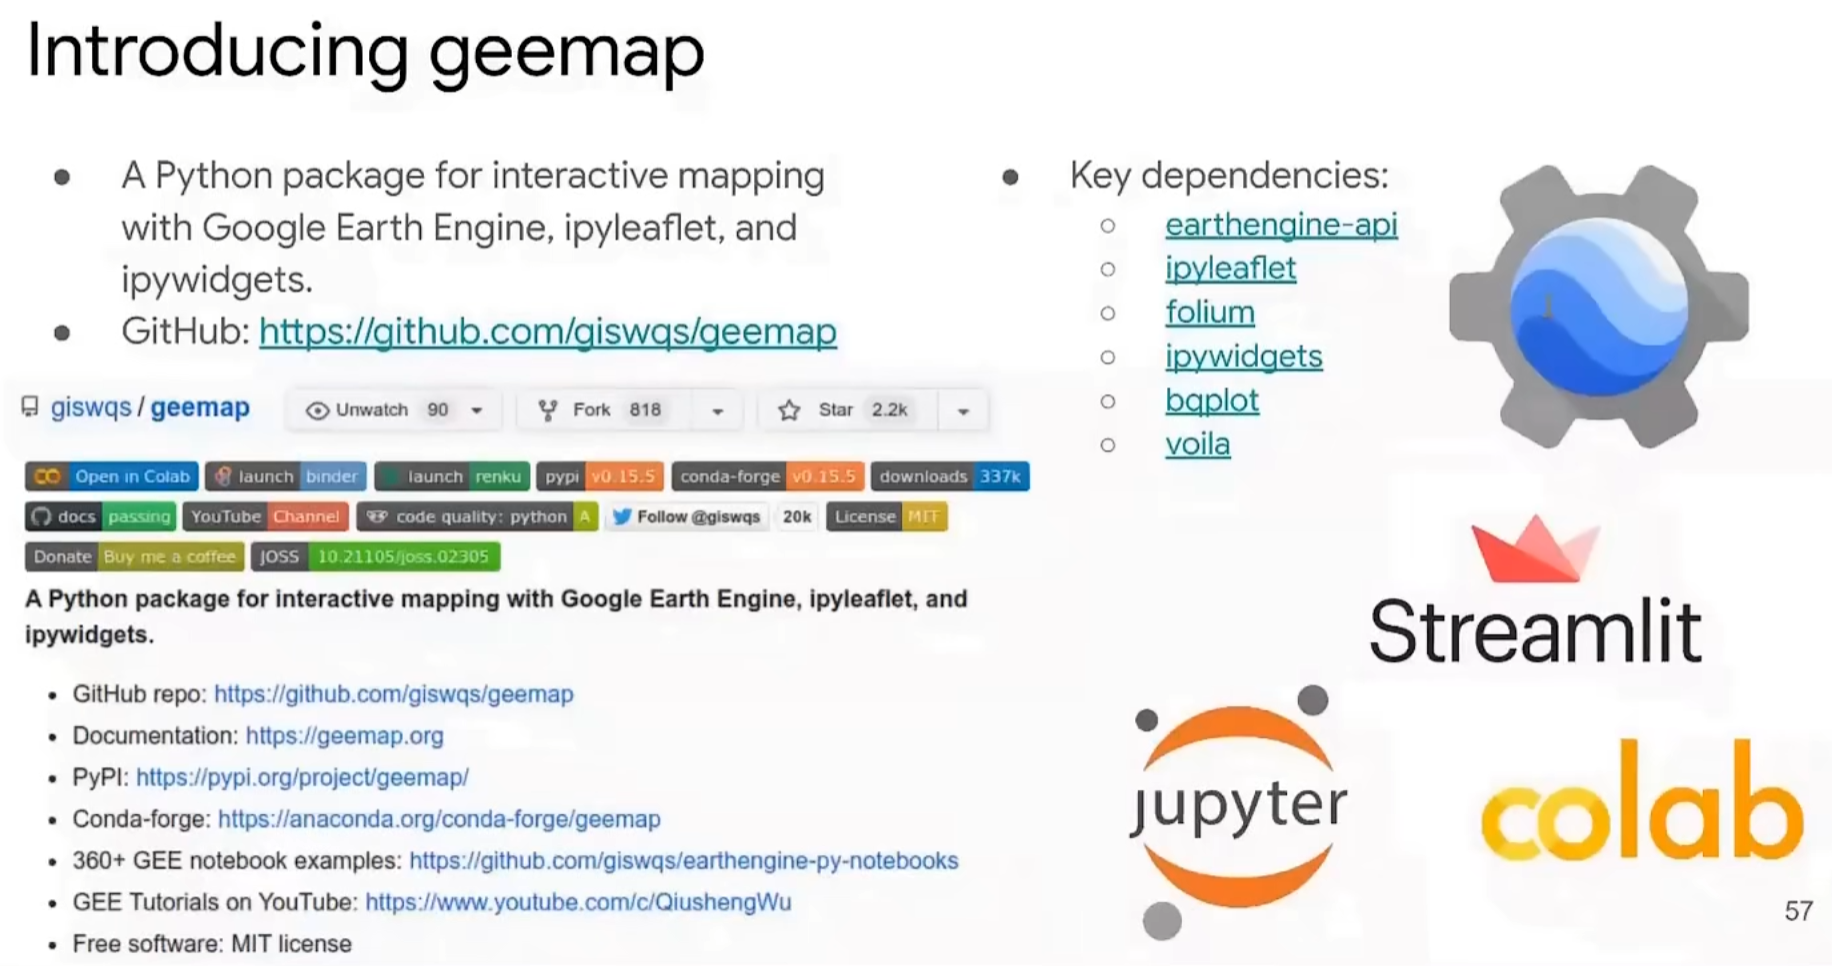 Introducing geemap
A Python package for interactive mapping
with Google Earth Engine, ipyleaflet, and
ipywidgets.
GitHub: https://github.com/giswqs/geemap
giswqs / geemap Unwatch 90 Fork 818 Star 2.2k
Open in Colab launch binder launch renku pypi v0.15.5 conda-forge v0.15.5 downloads 337k
docs passing YouTube Channel code quality: python A Follow @giswqs 20k License MIT
Donate Buy me a coffee JOSS 10.21105/joss.02305
A Python package for interactive mapping with Google Earth Engine, ipyleaflet, and
ipywidgets.
GitHub repo: https://github.com/giswqs/geemap
Documentation: https://geemap.org
PyPI: https://pypi.org/project/geemap/
Conda-forge: https://anaconda.org/conda-forge/geemap
360+ GEE notebook examples: https://github.com/giswqs/earthengine-py-notebooks
GEE Tutorials on YouTube: https://www.youtube.com/c/QiushengWu
Free software: MIT license
Key dependencies:
earthengine-api
ipyleaflet
folium
ipywidgets
bqplot
voila
Streamlit
jupyter
colab
57